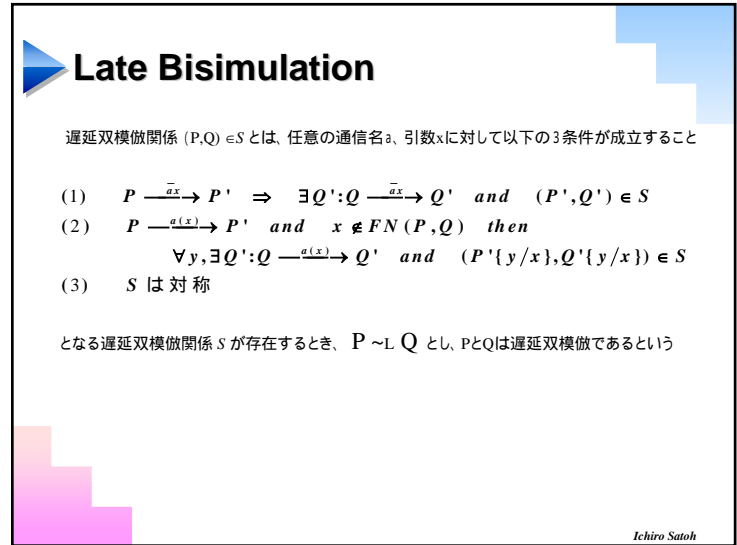 Late Bisimulation
遅延双模倣関係 (P,Q) ∈S とは、任意の通信名a、引数xに対して以下の3条件が成立すること
(1) P —a̅x→ P' ⇒ ∃Q':Q —a̅x→ Q' and (P',Q') ∈ S
(2) P —a(x)→ P' and x ∉ FN(P,Q) then
∀y,∃Q':Q —a(x)→ Q' and (P'{y/x},Q'{y/x}) ∈ S
(3) S は対称
となる遅延双模倣関係 S が存在するとき、 P ~L Q とし、PとQは遅延双模倣であるという
Ichiro Satoh